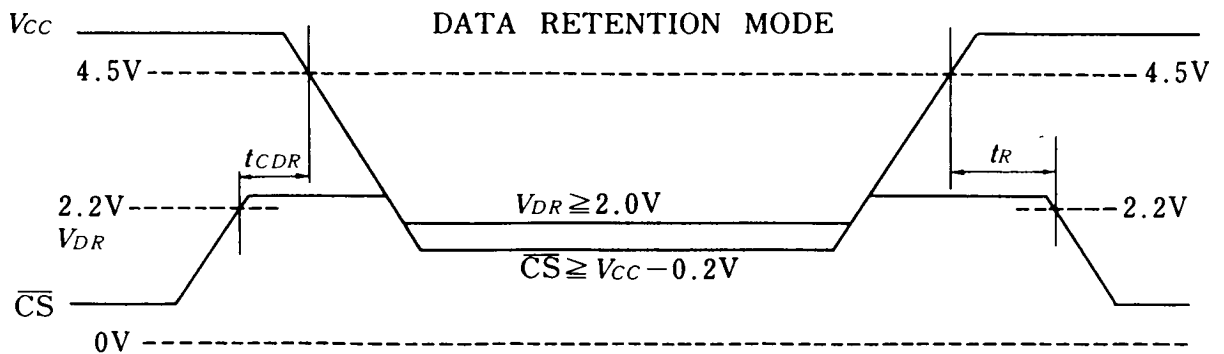 VCC
DATA RETENTION MODE
4.5V
4.5V
tCDR
tR
2.2V
VDR≧2.0V
2.2V
VDR
CS≧VCC−0.2V
CS
0V